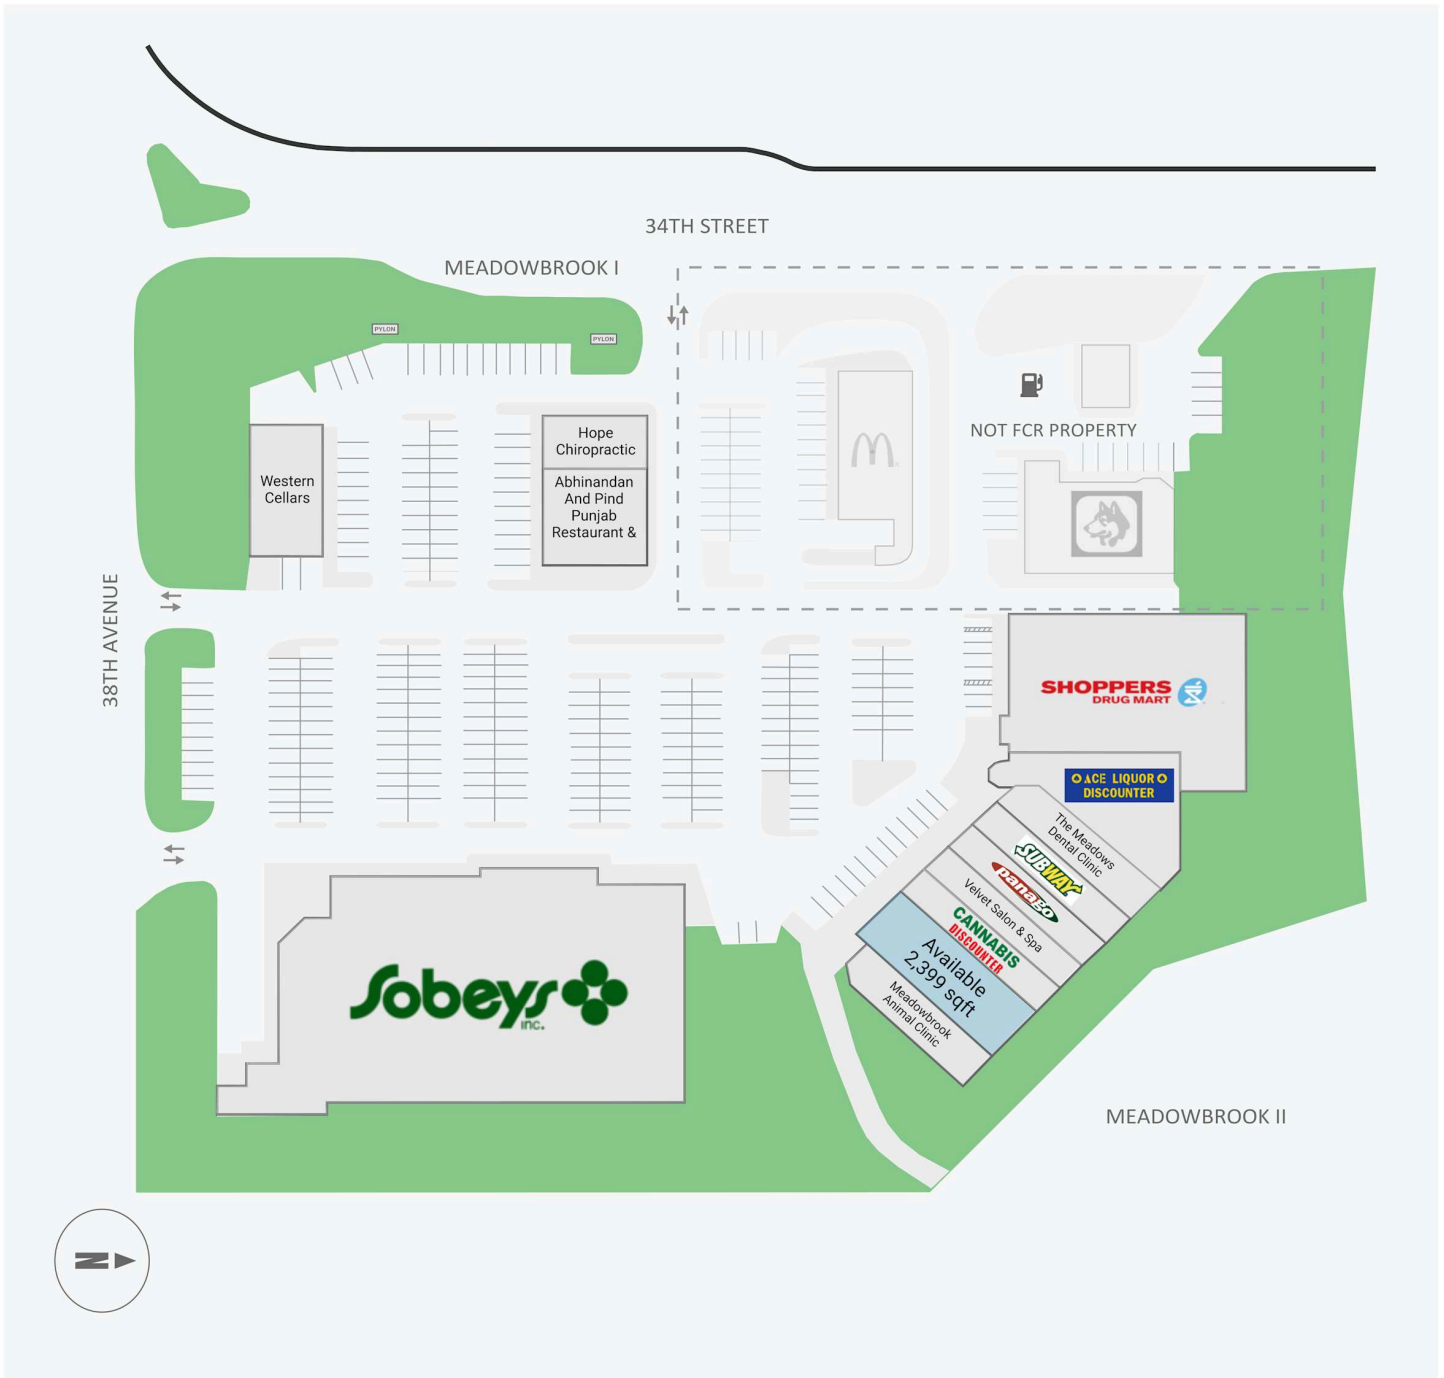 34TH STREET
MEADOWBROOK I
PYLON
PYLON
NOT FCR PROPERTY
Hope
Chiropractic
Abhinandan
And Pind
Punjab
Restaurant &
Western
Cellars
38TH AVENUE
SHOPPERS
DRUG MART
ACE LIQUOR
DISCOUNTER
The Meadows
Dental Clinic
SUBWAY
panago
Velvet Salon & Spa
CANNABIS
DISCOUNTER
Available
2,399 sqft
Meadowbrook
Animal Clinic
Sobeys
INC.
MEADOWBROOK II
N